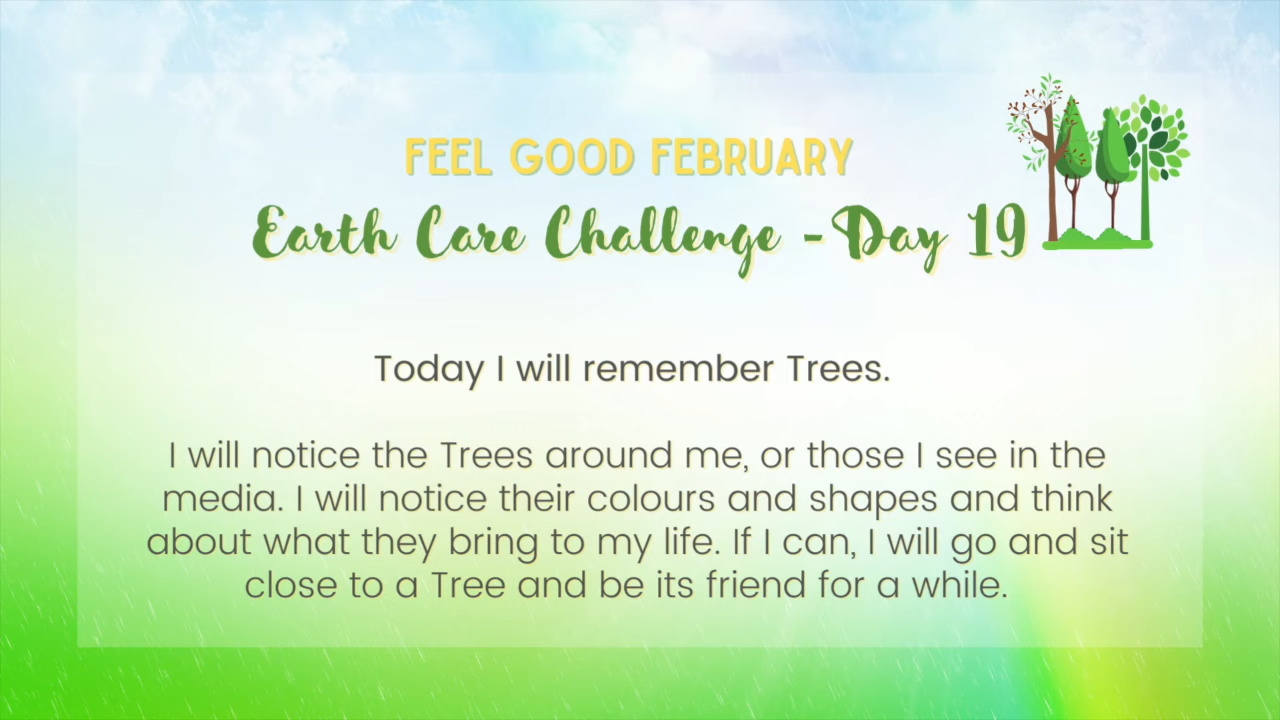 FEEL GOOD FEBRUARY
Earth Care Challenge - Day 19
Today I will remember Trees.
I will notice the Trees around me, or those I see in the
media. I will notice their colours and shapes and think
about what they bring to my life. If I can, I will go and sit
close to a Tree and be its friend for a while.